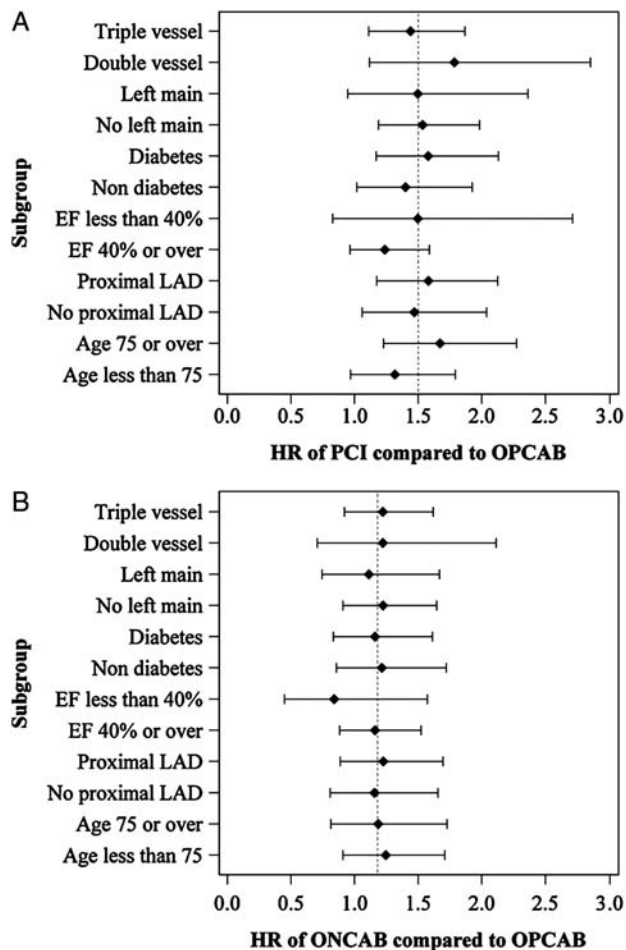 A
Subgroup
Triple vessel
Double vessel
Left main
No left main
Diabetes
Non diabetes
EF less than 40%
EF 40% or over
Proximal LAD
No proximal LAD
Age 75 or over
Age less than 75
0.0 0.5 1.0 1.5 2.0 2.5 3.0
HR of PCI compared to OPCAB
B
Subgroup
Triple vessel
Double vessel
Left main
No left main
Diabetes
Non diabetes
EF less than 40%
EF 40% or over
Proximal LAD
No proximal LAD
Age 75 or over
Age less than 75
0.0 0.5 1.0 1.5 2.0 2.5 3.0
HR of ONCAB compared to OPCAB